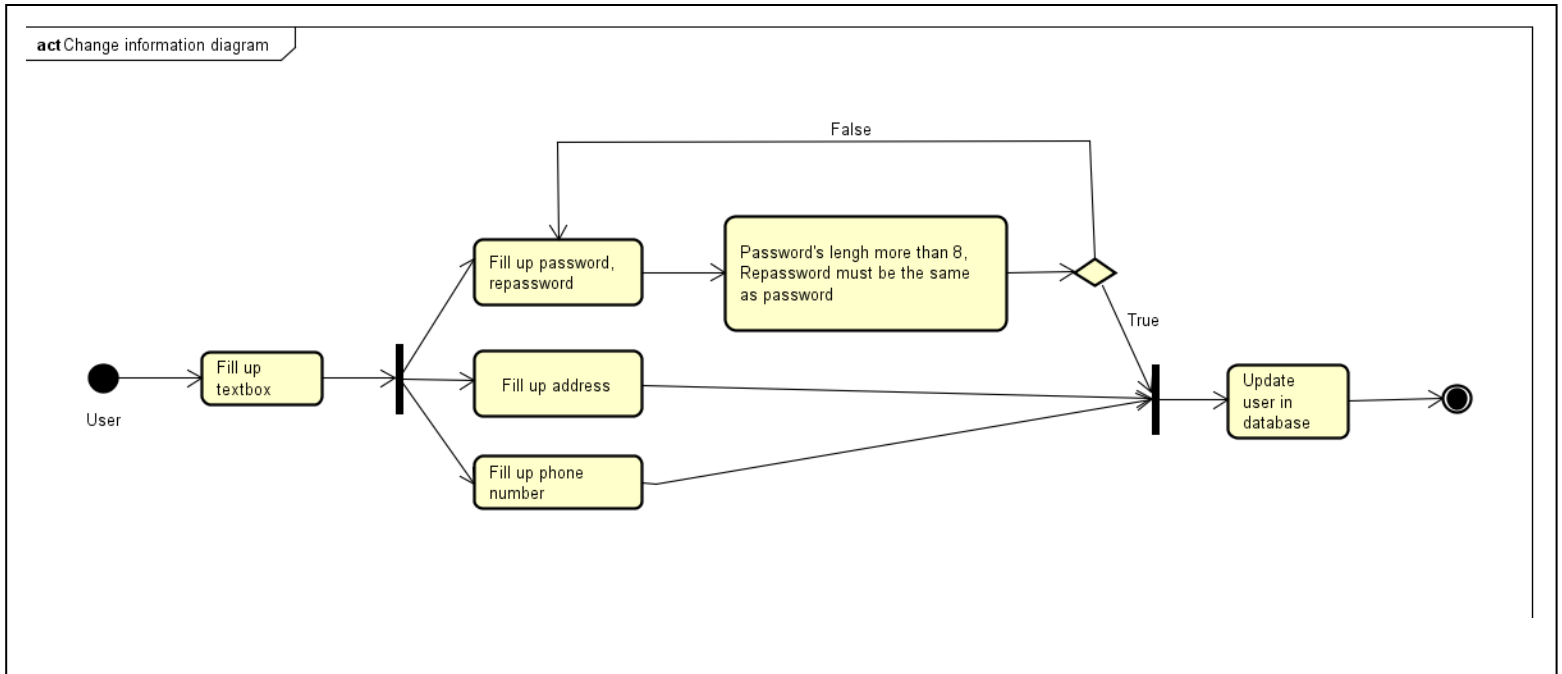 act Change information diagram
False
Fill up password,
repassword
Password's lengh more than 8,
Repassword must be the same
as password
True
Fill up
textbox
User
Fill up address
Fill up phone
number
Update
user in
database